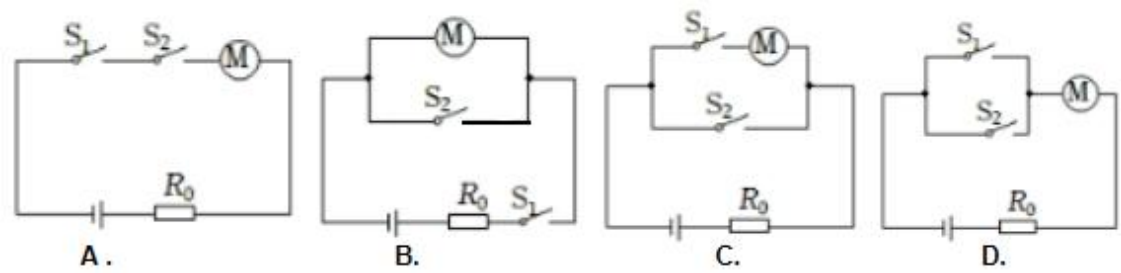 S₁ S₂ M
R₀
A .
M
S₂
R₀ S₁
B.
S₁ M
S₂
R₀
C.
S₁
S₂ M
R₀
D.